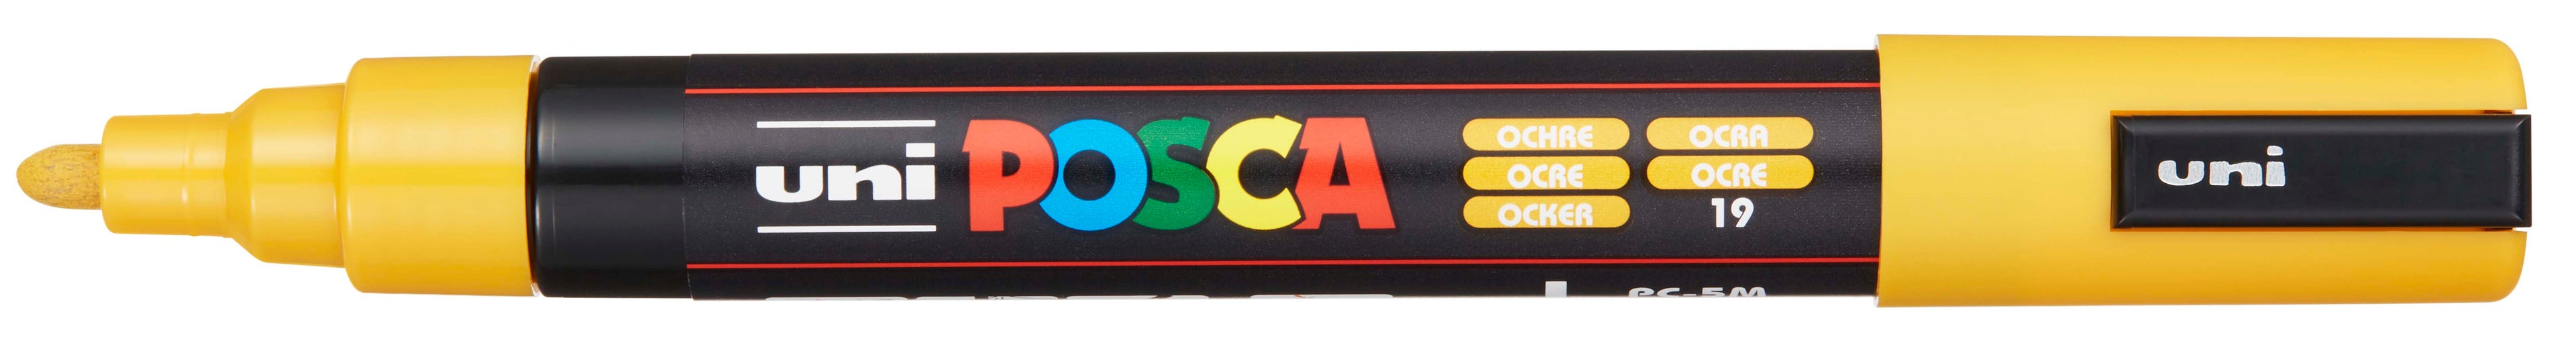 uni POSCA
OCHRE OCRA
OCRE OCRE
OCKER 19
PC-5M
uni